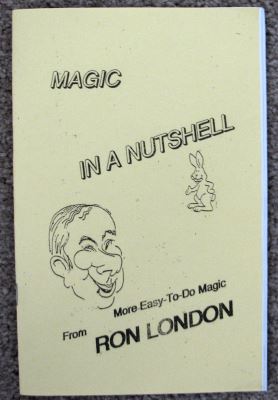 MAGIC
IN A NUTSHELL
More Easy-To-Do Magic
From RON LONDON